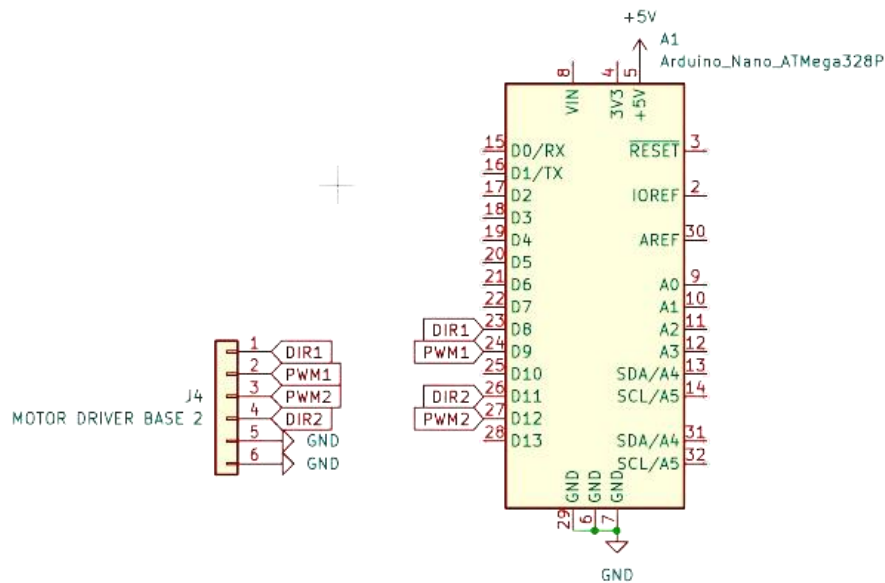 +5V
A1
Arduino_Nano_ATMega328P
8
4
5
VIN
3V3
+5V
15
D0/RX
RESET
3
16
D1/TX
17
D2
IOREF
2
18
D3
19
D4
AREF
30
20
D5
21
D6
A0
9
22
D7
A1
10
DIR1
23
D8
A2
11
PWM1
24
D9
A3
12
25
D10
SDA/A4
13
DIR2
26
D11
SCL/A5
14
PWM2
27
D12
28
D13
SDA/A4
31
SCL/A5
32
GND
GND
GND
29
6
7
GND
J4
MOTOR DRIVER BASE 2
1
DIR1
2
PWM1
3
PWM2
4
DIR2
5
GND
6
GND